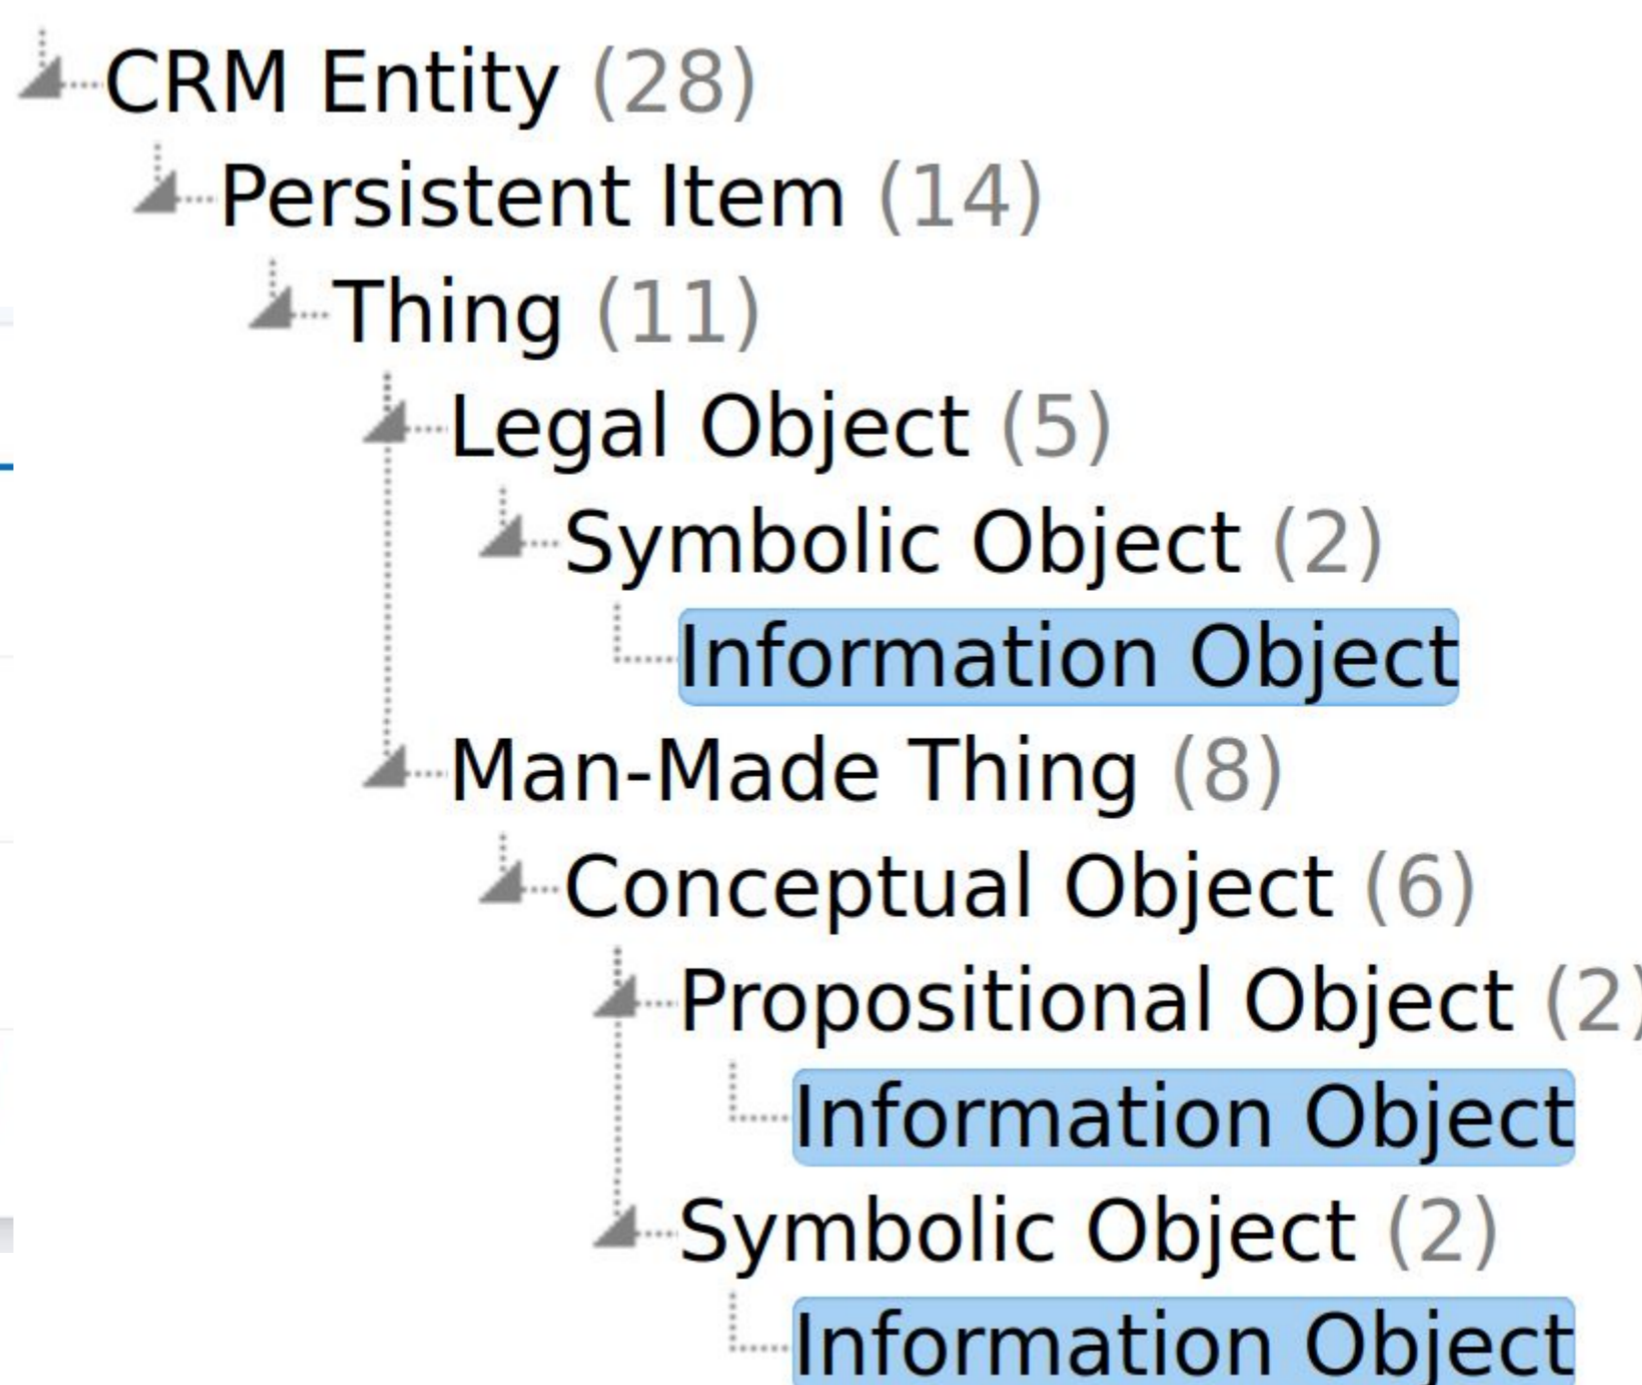 CRM Entity (28)
Persistent Item (14)
Thing (11)
Legal Object (5)
Symbolic Object (2)
Information Object
Man-Made Thing (8)
Conceptual Object (6)
Propositional Object (2)
Information Object
Symbolic Object (2)
Information Object